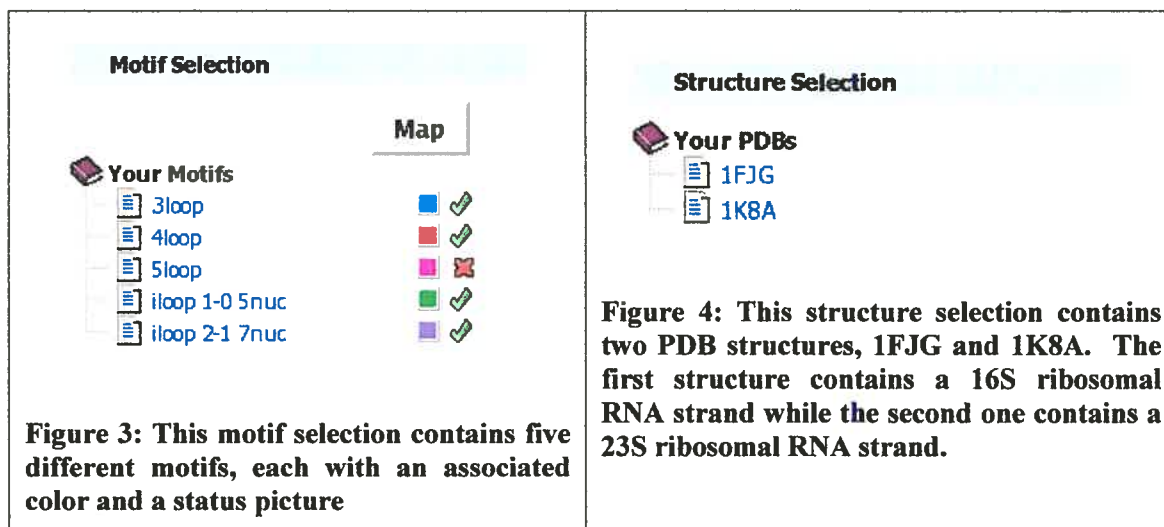 Motif Selection
Map
Your Motifs
3loop
4loop
5loop
iloop 1-0 5nuc
iloop 2-1 7nuc
Figure 3: This motif selection contains five
different motifs, each with an associated
color and a status picture
Structure Selection
Your PDBs
1FJG
1K8A
Figure 4: This structure selection contains
two PDB structures, 1FJG and 1K8A. The
first structure contains a 16S ribosomal
RNA strand while the second one contains a
23S ribosomal RNA strand.